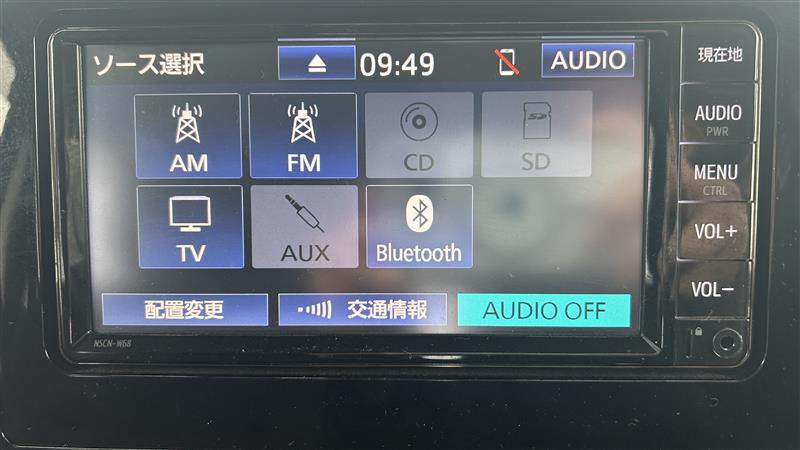 ソース選択
09:49
AUDIO
AM
FM
CD
SD
TV
AUX
Bluetooth
配置変更
交通情報
AUDIO OFF
現在地
AUDIO
PWR
MENU
CTRL
VOL+
VOL−
NSCN-W68